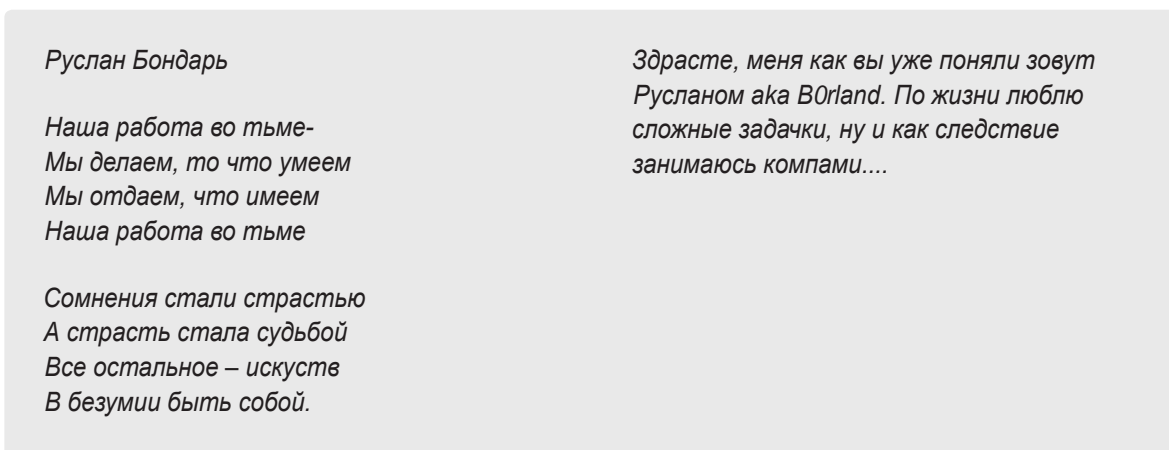 Руслан Бондарь
Наша работа во тьме-
Мы делаем, то что умеем
Мы отдаем, что имеем
Наша работа во тьме
Сомнения стали страстью
А страсть стала судьбой
Все остальное – искуств
В безумии быть собой.
Здрасте, меня как вы уже поняли зовут
Русланом aka B0rland. По жизни люблю
сложные задачки, ну и как следствие
занимаюсь компами....